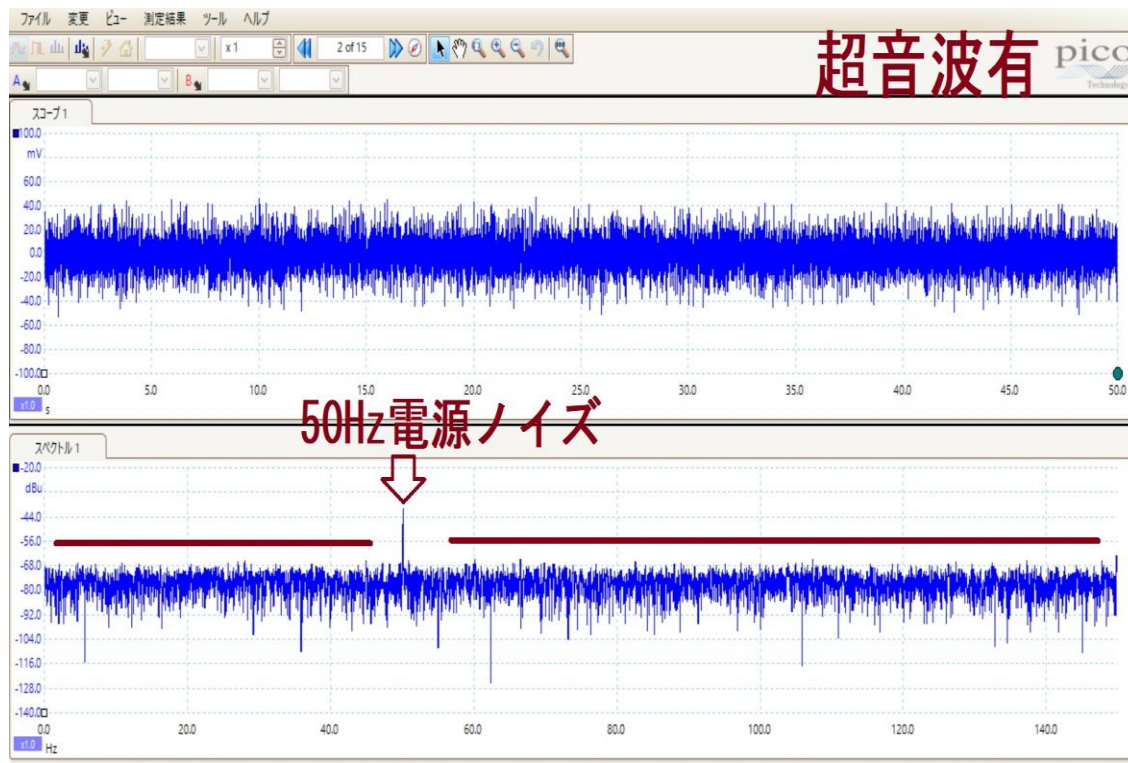 ファイル 変更 ビュー 測定結果 ツール ヘルプ
x 1 2 of 15
超音波有
pico
Technology
A B
スコープ 1
100.0
mV
60.0
40.0
20.0
0.0
-20.0
-40.0
-60.0
-80.0
-100.0
0.0 5.0 10.0 15.0 20.0 25.0 30.0 35.0 40.0 45.0 50.0
x1.0 s
50Hz電源ノイズ
スペクトル 1
-20.0
dBu
-44.0
-56.0
-68.0
-80.0
-92.0
-104.0
-116.0
-128.0
-140.0
0.0 20.0 40.0 60.0 80.0 100.0 120.0 140.0
x1.0 Hz